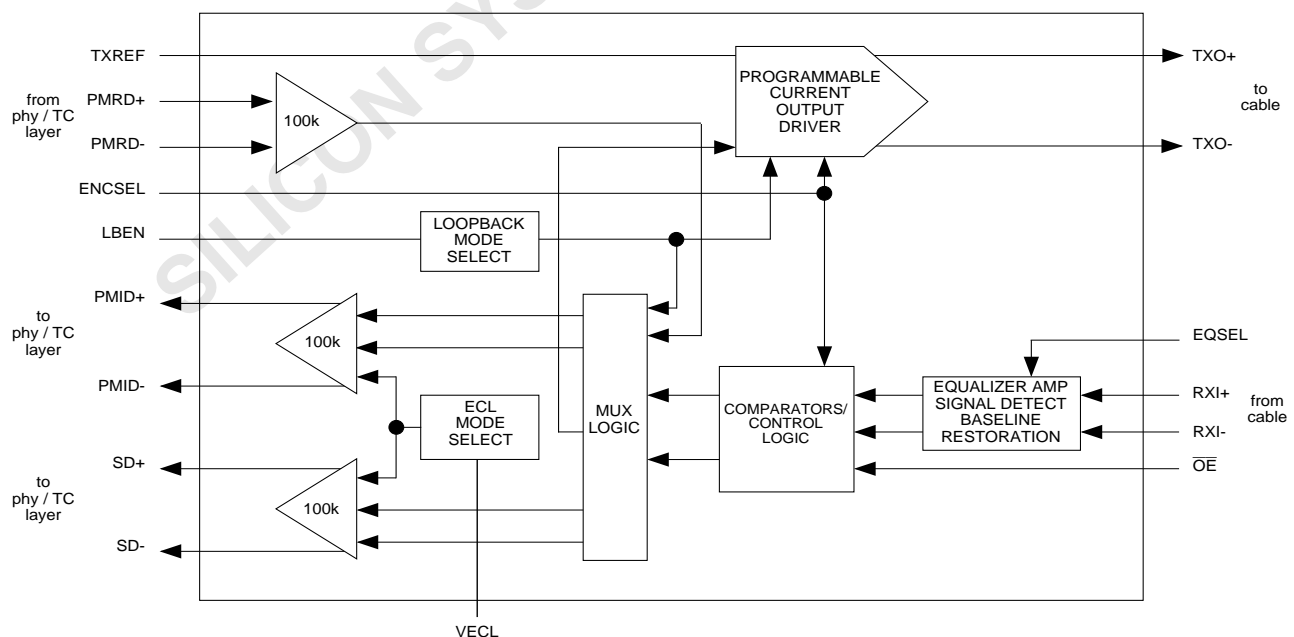 SILICON SYS
TXREF
from
phy / TC
layer
PMRD+
PMRD-
100k
ENCSEL
LBEN
LOOPBACK
MODE
SELECT
PROGRAMMABLE
CURRENT
OUTPUT
DRIVER
TXO+
to
cable
TXO-
PMID+
to
phy / TC
layer
PMID-
100k
ECL
MODE
SELECT
SD+
to
phy / TC
layer
SD-
100k
VECL
MUX
LOGIC
COMPARATORS/
CONTROL
LOGIC
EQUALIZER AMP
SIGNAL DETECT
BASELINE
RESTORATION
EQSEL
RXI+
from
cable
RXI-
OE